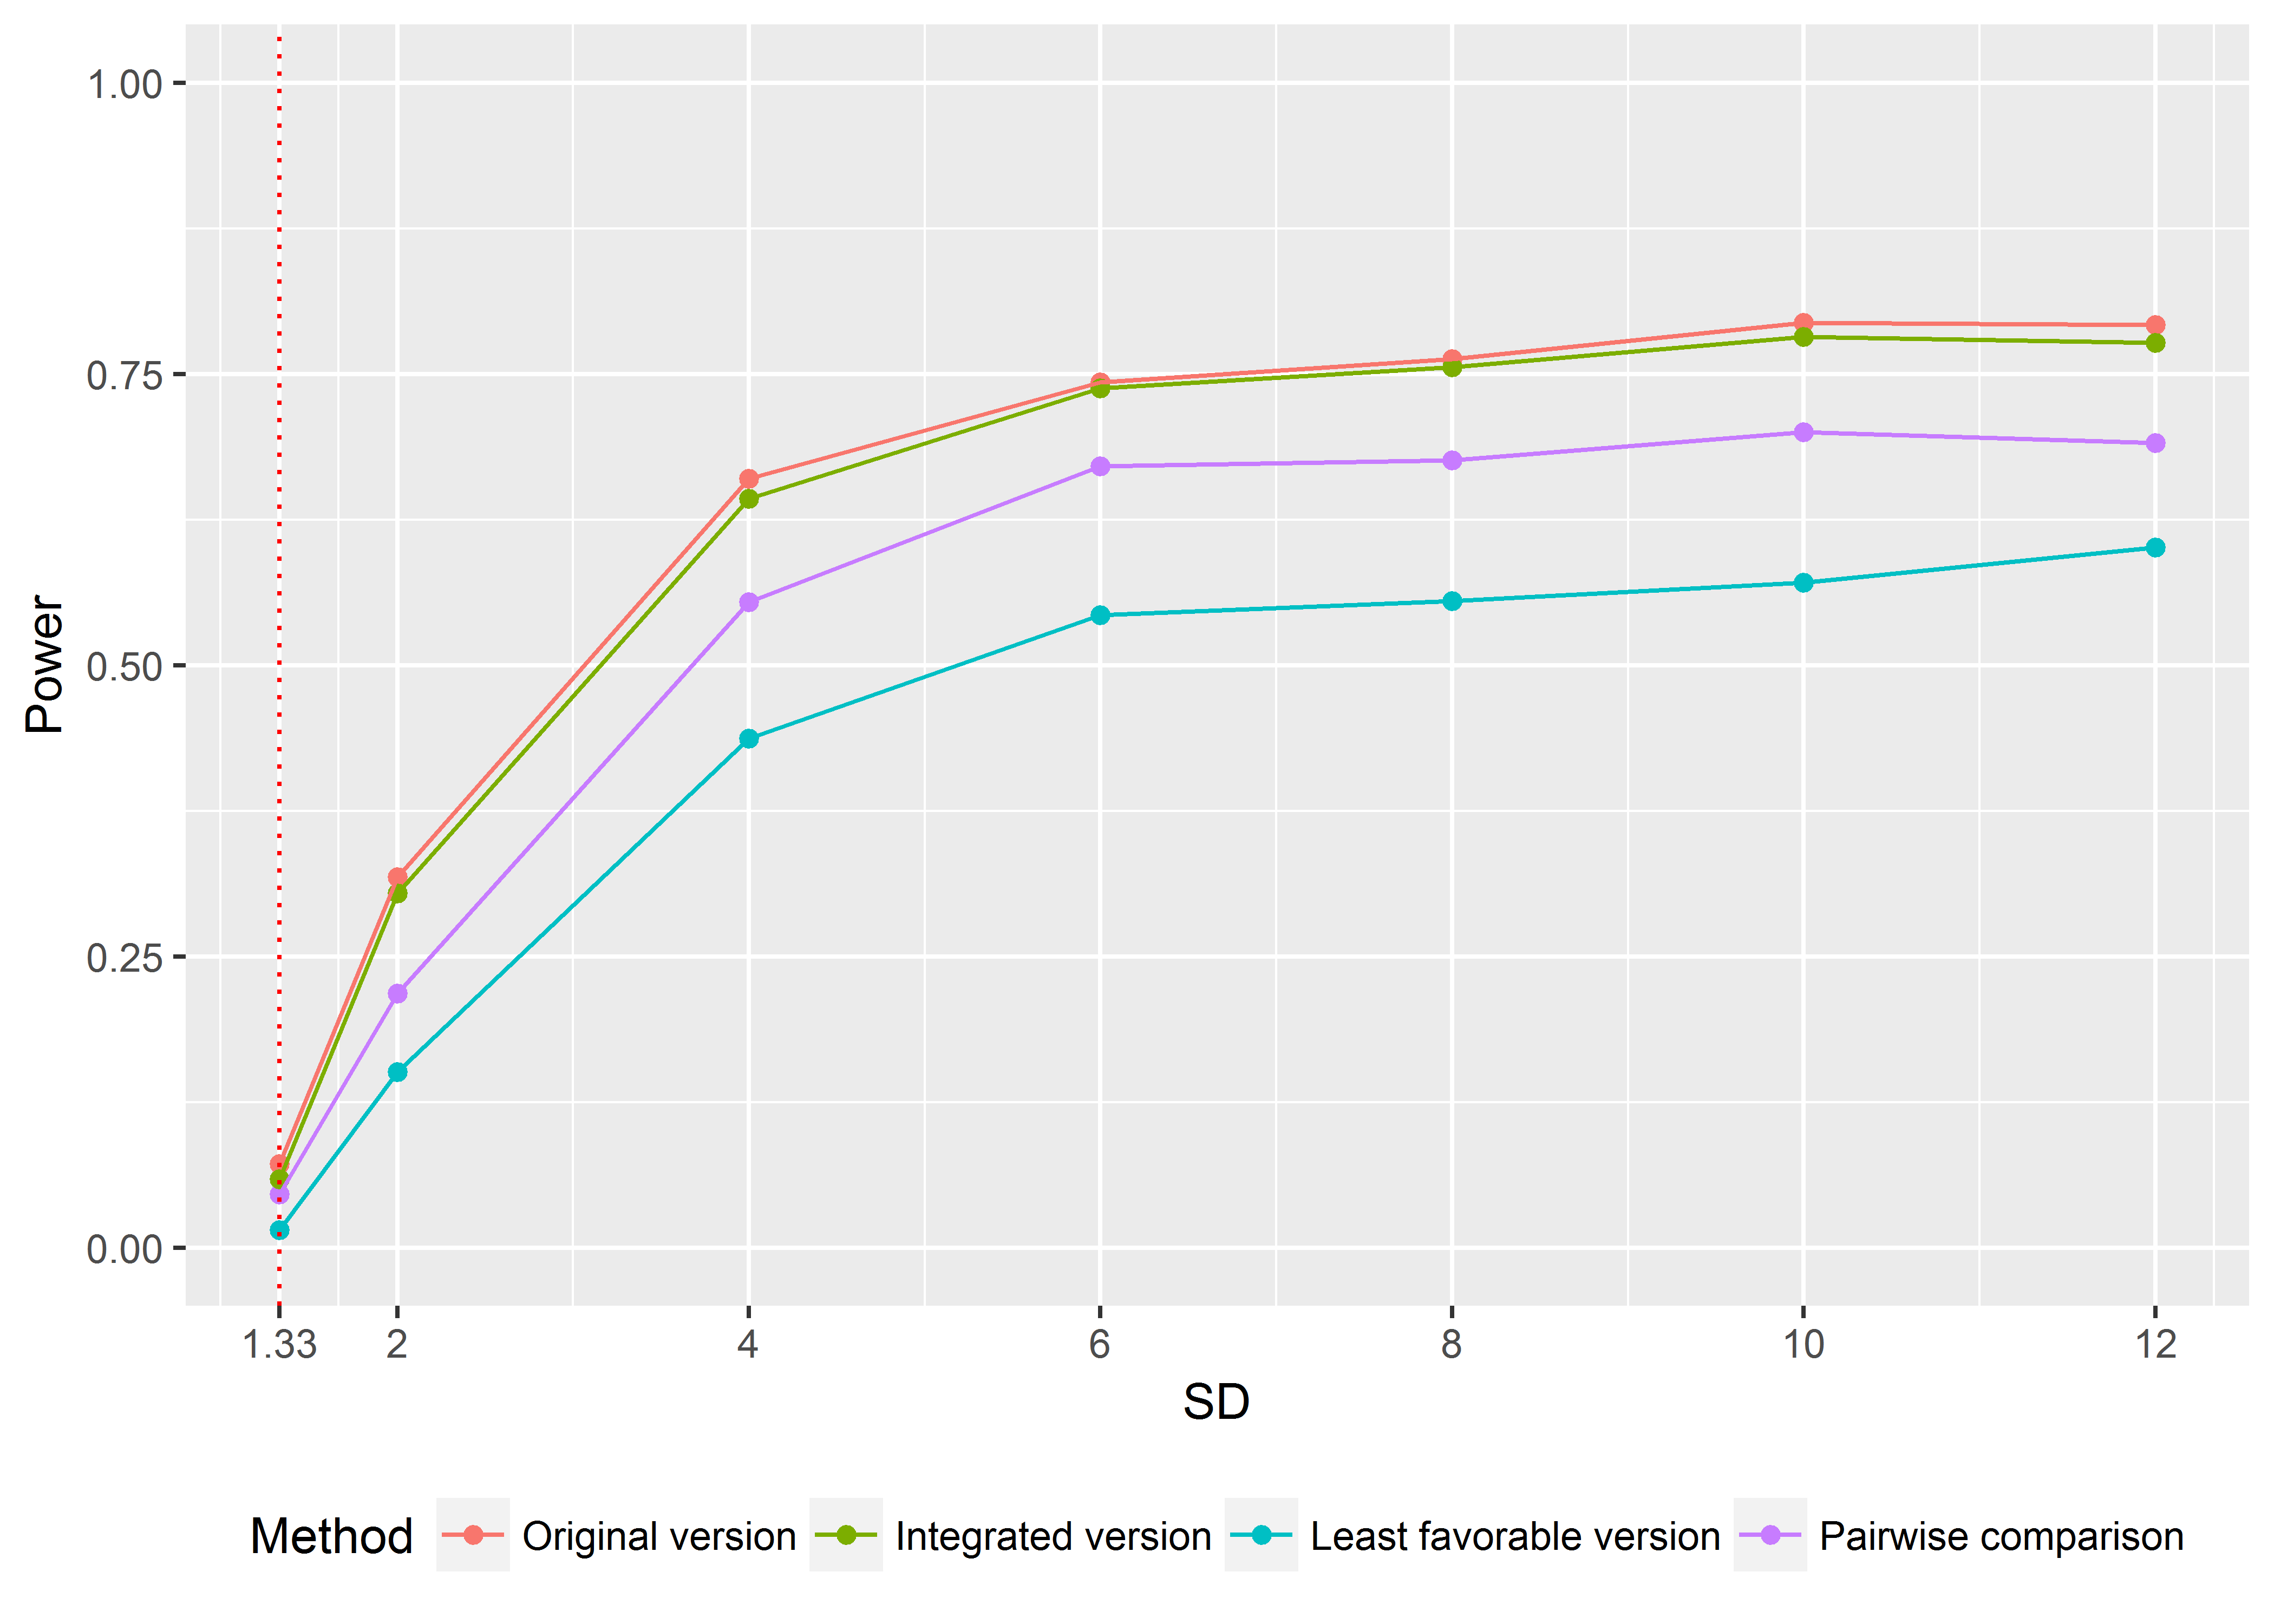 1.00
0.75
0.50
0.25
0.00
Power
1.33 2 4 6 8 10 12
SD
Method Original version Integrated version Least favorable version Pairwise comparison